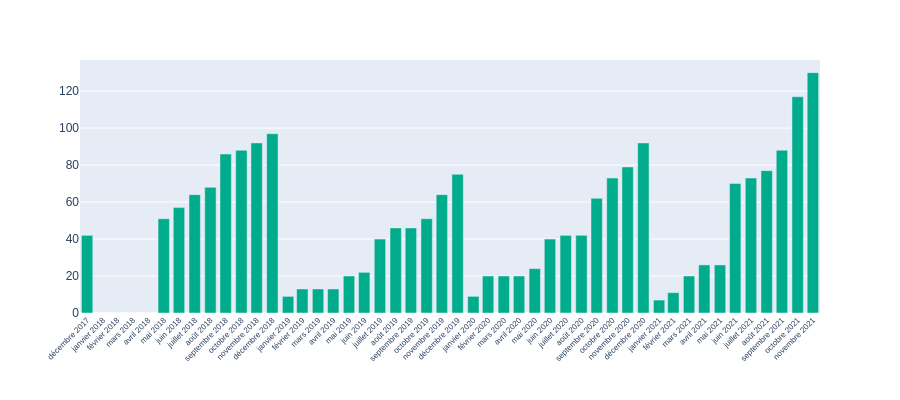 120
100
80
60
40
20
0
décembre 2017
janvier 2018
février 2018
mars 2018
avril 2018
mai 2018
juin 2018
juillet 2018
août 2018
septembre 2018
octobre 2018
novembre 2018
décembre 2018
janvier 2019
février 2019
mars 2019
avril 2019
mai 2019
juin 2019
juillet 2019
août 2019
septembre 2019
octobre 2019
novembre 2019
décembre 2019
janvier 2020
février 2020
mars 2020
avril 2020
mai 2020
juin 2020
juillet 2020
août 2020
septembre 2020
octobre 2020
novembre 2020
décembre 2020
janvier 2021
février 2021
mars 2021
avril 2021
mai 2021
juin 2021
juillet 2021
août 2021
septembre 2021
octobre 2021
novembre 2021